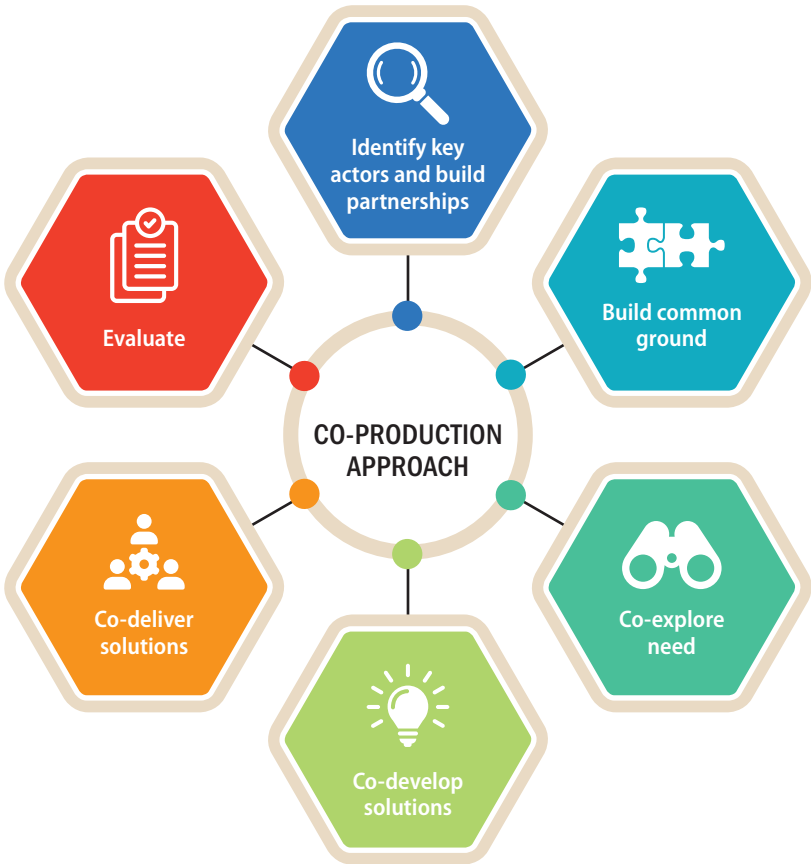 Identify key
actors and build
partnerships
Build common
ground
Co-explore
need
Co-develop
solutions
Co-deliver
solutions
Evaluate
CO-PRODUCTION
APPROACH